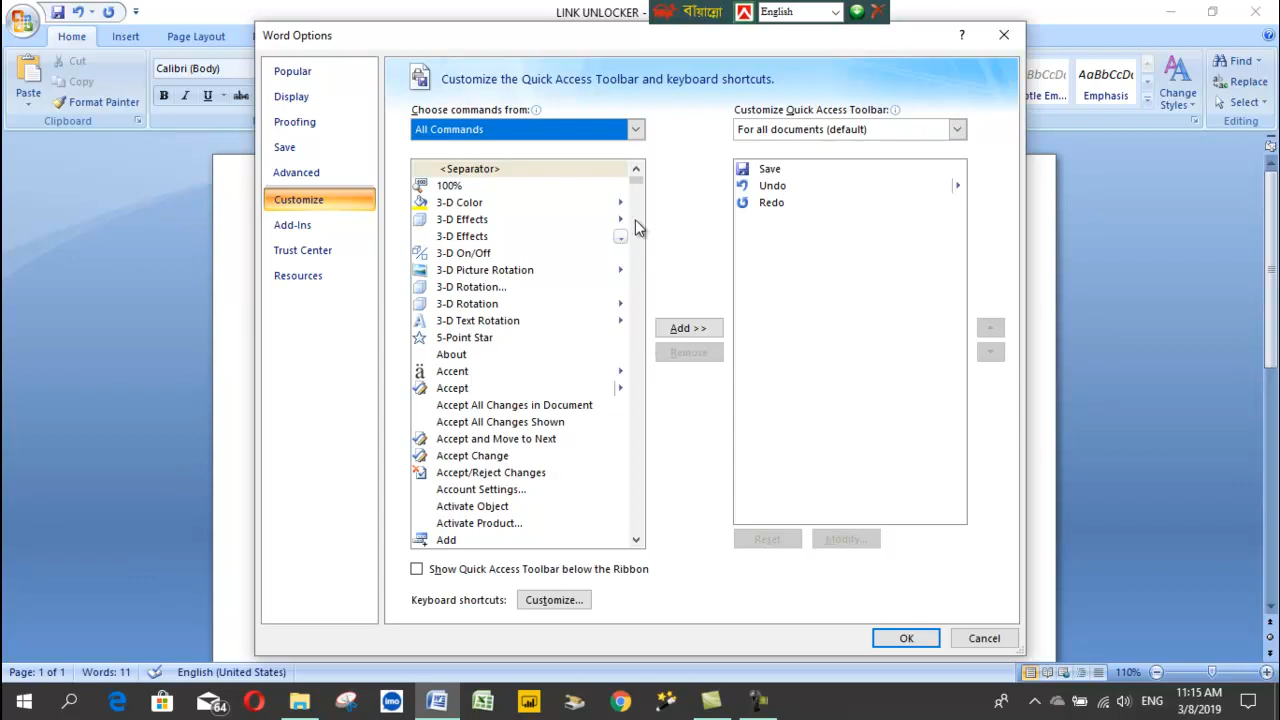 LINK UNLOCKER -
বায়ান্নো
English
Home
Insert
Page Layout
Paste
Cut
Copy
Format Painter
Clipboard
Calibri (Body)
B I U abc
Emphasis
Change
Styles
Find
Replace
Select
Editing
Word Options
Popular
Display
Proofing
Save
Advanced
Customize
Add-Ins
Trust Center
Resources
Customize the Quick Access Toolbar and keyboard shortcuts.
Choose commands from:
All Commands
<Separator>
100%
3-D Color
3-D Effects
3-D Effects
3-D On/Off
3-D Picture Rotation
3-D Rotation...
3-D Rotation
3-D Text Rotation
5-Point Star
About
Accent
Accept
Accept All Changes in Document
Accept All Changes Shown
Accept and Move to Next
Accept Change
Accept/Reject Changes
Account Settings...
Activate Object
Activate Product...
Add
Add >>
Remove
Customize Quick Access Toolbar:
For all documents (default)
Save
Undo
Redo
Reset
Modify...
Show Quick Access Toolbar below the Ribbon
Keyboard shortcuts: Customize...
OK
Cancel
Page: 1 of 1
Words: 11
English (United States)
110%
64
imo
ENG
11:15 AM
3/8/2019